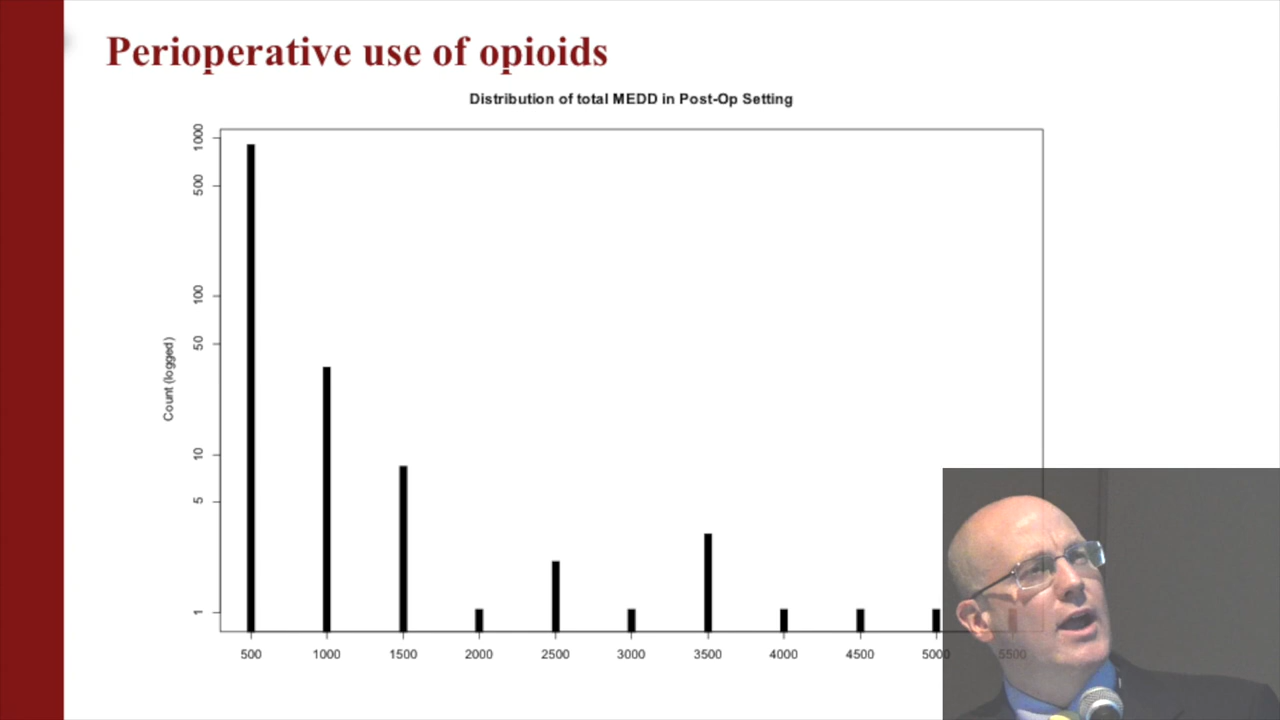 Perioperative use of opioids
Distribution of total MEDD in Post-Op Setting
Count (logged)
1000
500
100
50
10
5
1
500 1000 1500 2000 2500 3000 3500 4000 4500 5000 5500